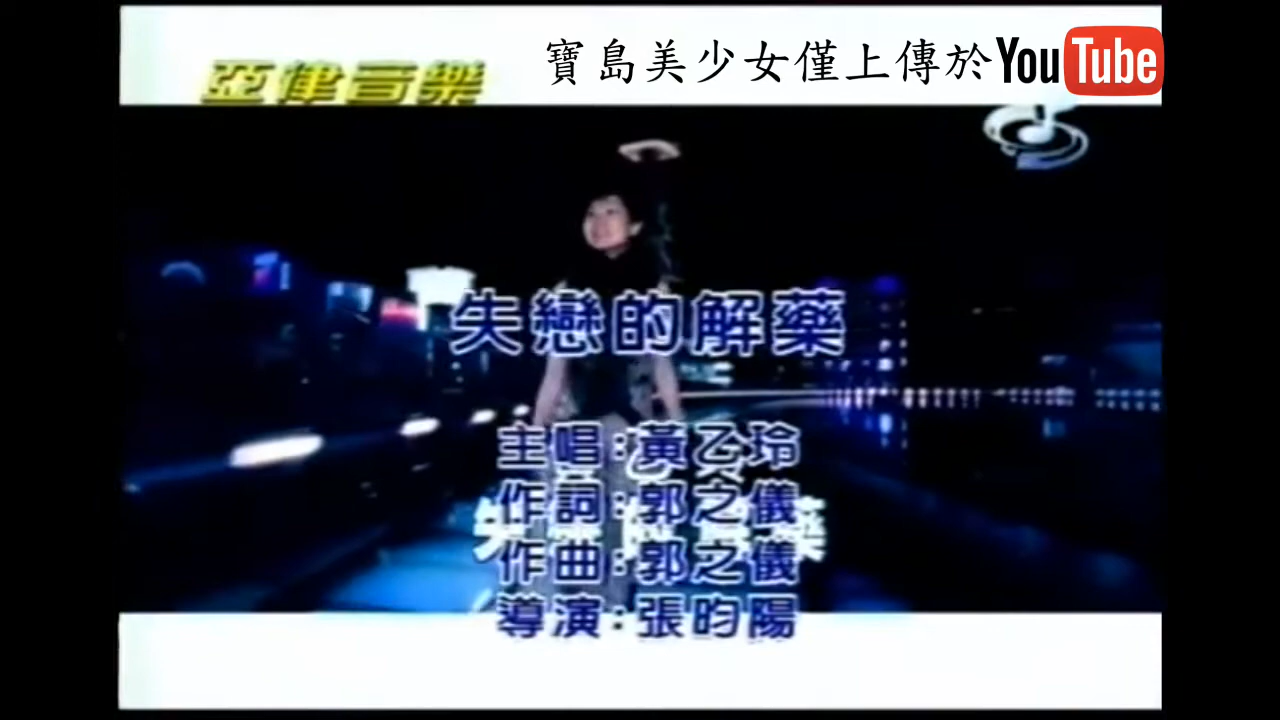 寶島美少女僅上傳於YouTube
亞律音樂
失戀的解藥
主唱:黃乙玲
作詞:郭之儀
作曲:郭之儀
導演:張昀陽